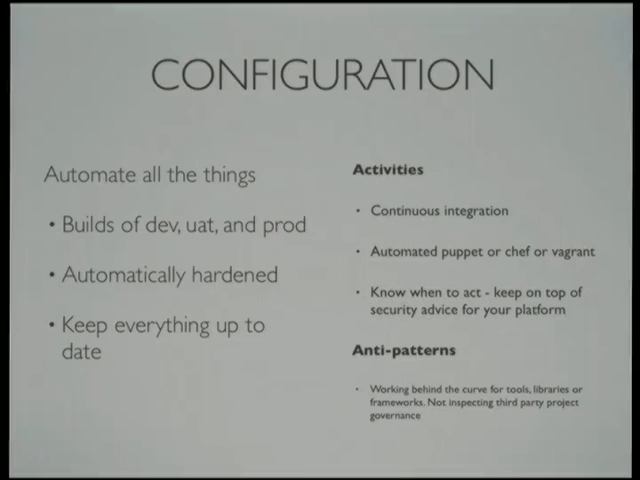 CONFIGURATION
Automate all the things
• Builds of dev, uat, and prod
• Automatically hardened
• Keep everything up to
date
Activities
• Continuous integration
• Automated puppet or chef or vagrant
• Know when to act - keep on top of
security advice for your platform
Anti-patterns
• Working behind the curve for tools, libraries or
frameworks. Not inspecting third party project
governance